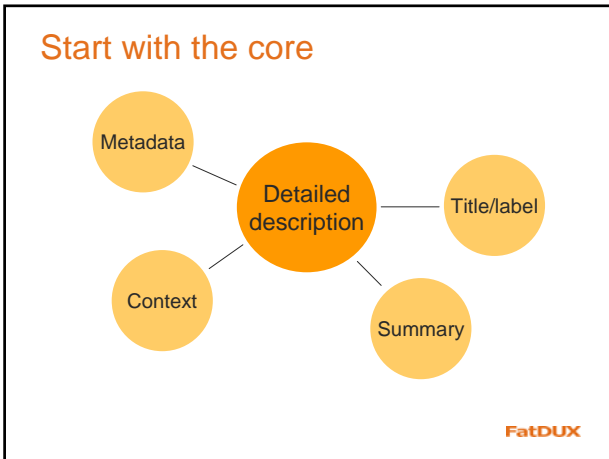 Start with the core
Metadata
Detailed
description
Title/label
Context
Summary
FatDUX